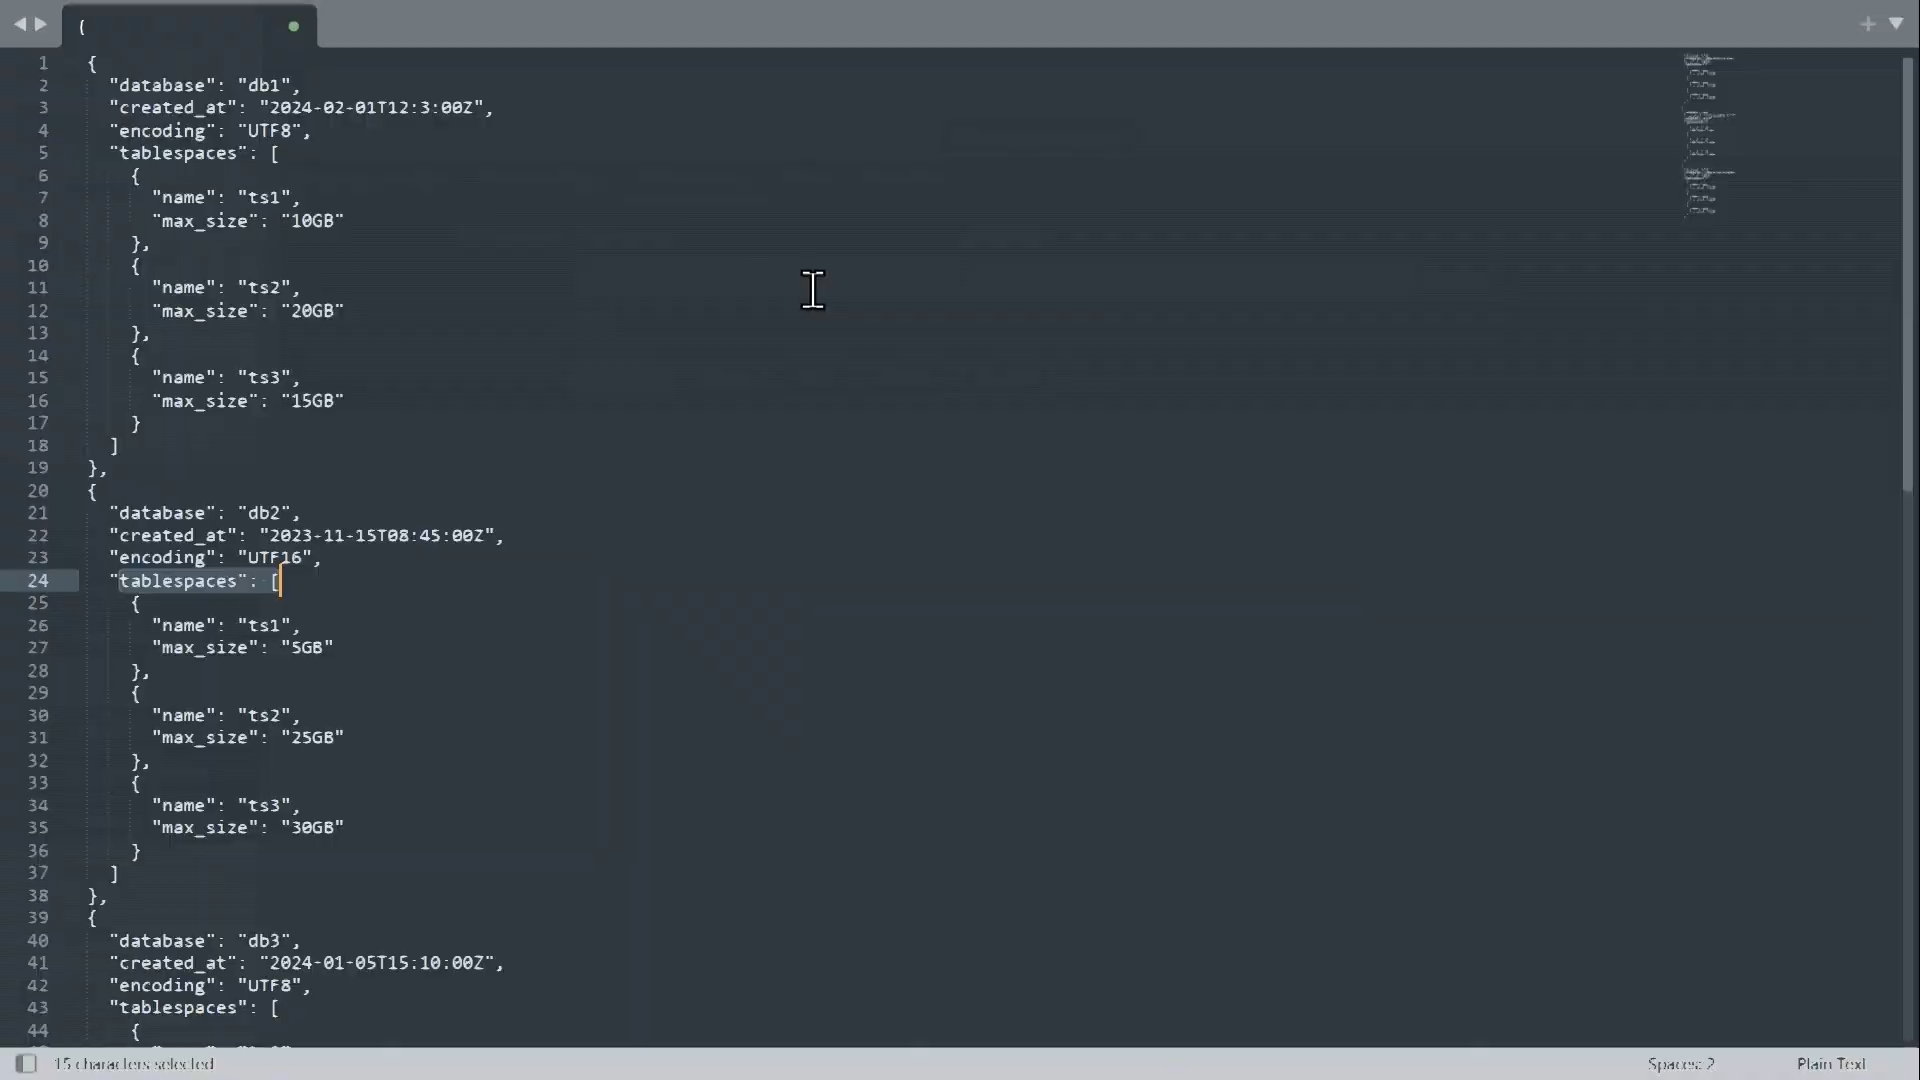 {
1 {
2 "database": "db1",
3 "created_at": "2024-02-01T12:3:00Z",
4 "encoding": "UTF8",
5 "tablespaces": [
6 {
7 "name": "ts1",
8 "max_size": "10GB"
9 },
10 {
11 "name": "ts2",
12 "max_size": "20GB"
13 },
14 {
15 "name": "ts3",
16 "max_size": "15GB"
17 }
18 ]
19 },
20 {
21 "database": "db2",
22 "created_at": "2023-11-15T08:45:00Z",
23 "encoding": "UTF16",
24 "tablespaces": [
25 {
26 "name": "ts1",
27 "max_size": "5GB"
28 },
29 {
30 "name": "ts2",
31 "max_size": "25GB"
32 },
33 {
34 "name": "ts3",
35 "max_size": "30GB"
36 }
37 ]
38 },
39 {
40 "database": "db3",
41 "created_at": "2024-01-05T15:10:00Z",
42 "encoding": "UTF8",
43 "tablespaces": [
44 {
15 characters selected
Spaces: 2
Plain Text